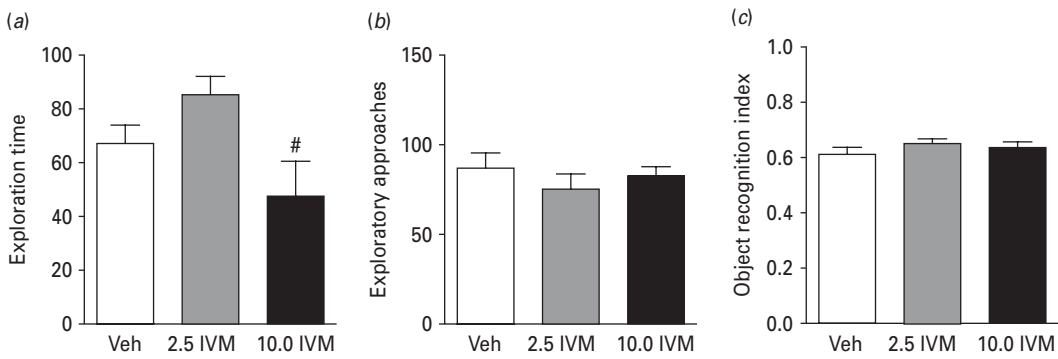 (a)
100
80
60
40
20
0
Exploration time
#
Veh 2.5 IVM 10.0 IVM
(b)
150
100
50
0
Exploratory approaches
Veh 2.5 IVM 10.0 IVM
(c)
1.0
0.8
0.6
0.4
0.2
0.0
Object recognition index
Veh 2.5 IVM 10.0 IVM